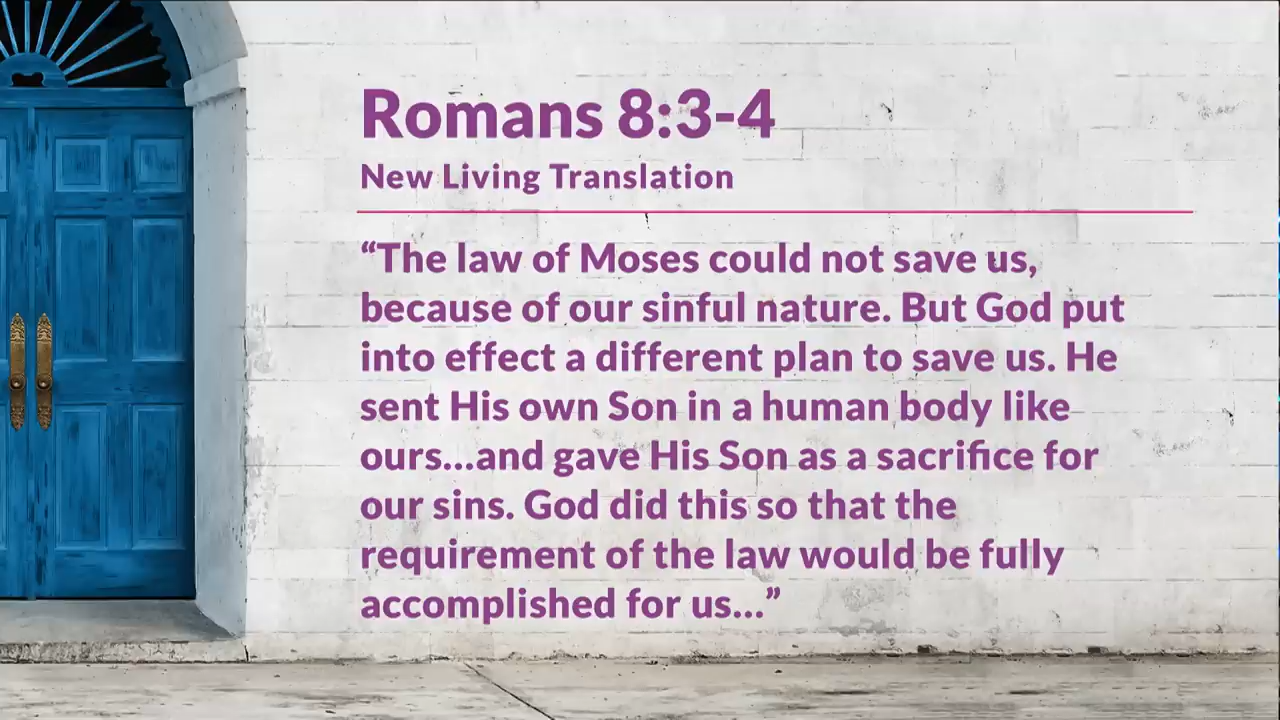 Romans 8:3-4
New Living Translation
“The law of Moses could not save us,
because of our sinful nature. But God put
into effect a different plan to save us. He
sent His own Son in a human body like
ours...and gave His Son as a sacrifice for
our sins. God did this so that the
requirement of the law would be fully
accomplished for us...”